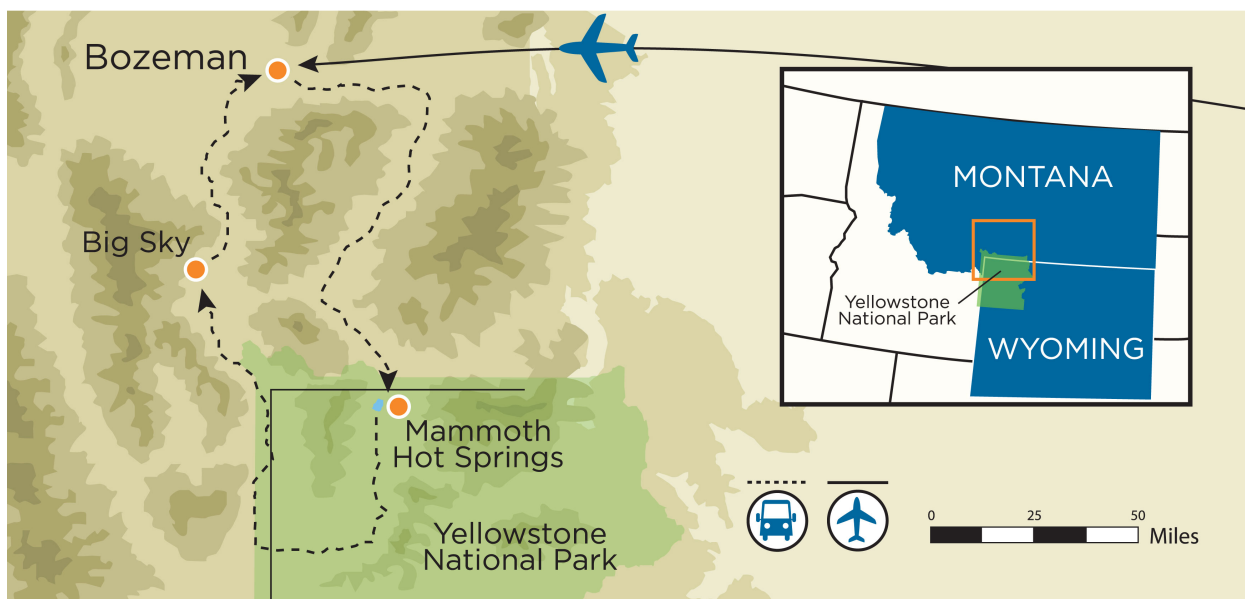 Bozeman
Big Sky
Mammoth
Hot Springs
Yellowstone
National Park
MONTANA
Yellowstone
National Park
WYOMING
0 25 50
Miles